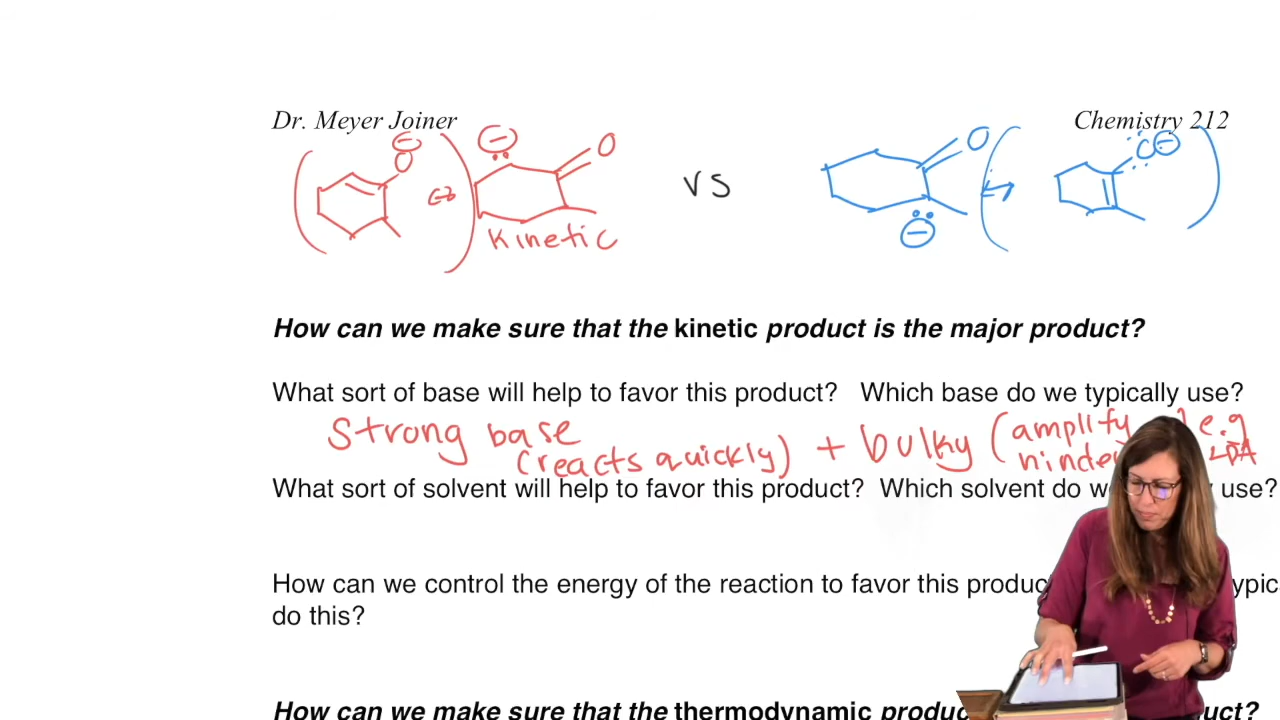 Dr. Meyer Joiner
Chemistry 212
O
O
vs
O
O
Kinetic
How can we make sure that the kinetic product is the major product?
What sort of base will help to favor this product? Which base do we typically use?
Strong base (reacts quickly) + bulky (amplify e.g LDA
What sort of solvent will help to favor this product? Which solvent do use?
How can we control the energy of the reaction to favor this
do this?
How can we make sure that the thermodynamic